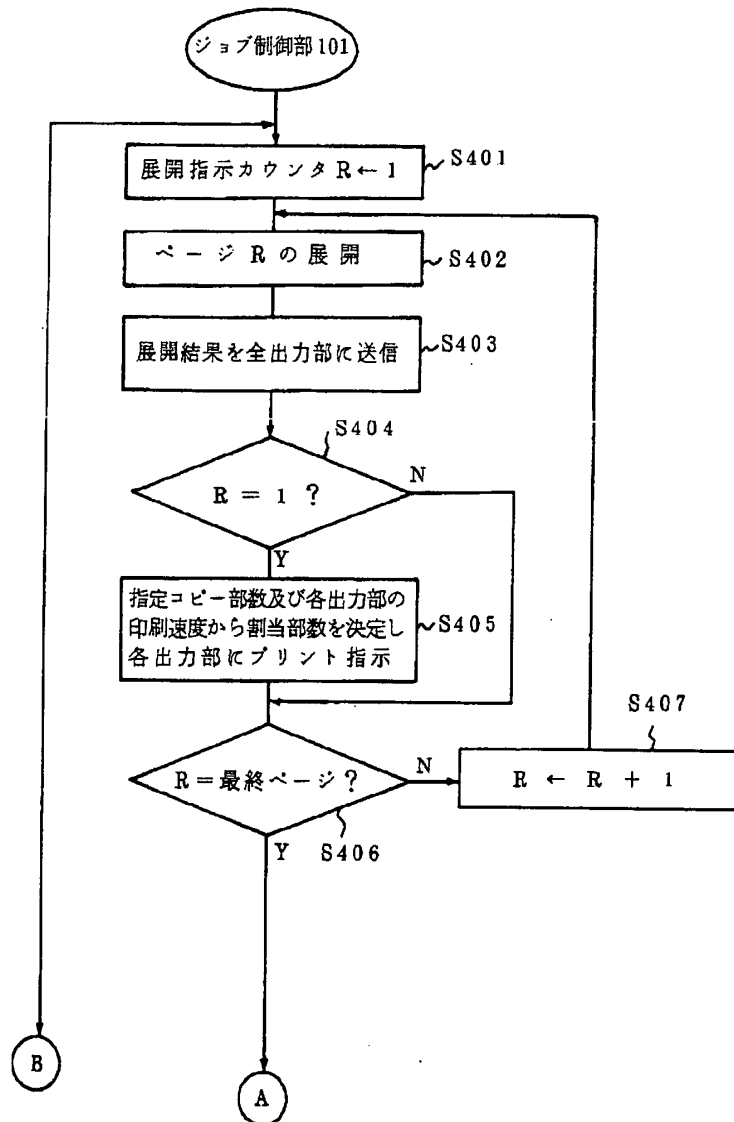 ジョブ制御部101
展開指示カウンタR←1
S401
ページRの展開
S402
展開結果を全出力部に送信
S403
S404
R = 1 ?
N
Y
指定コピー部数及び各出力部の
印刷速度から割当部数を決定し
各出力部にプリント指示
S405
S407
R=最終ページ?
N
R ← R + 1
S406
Y
B
A